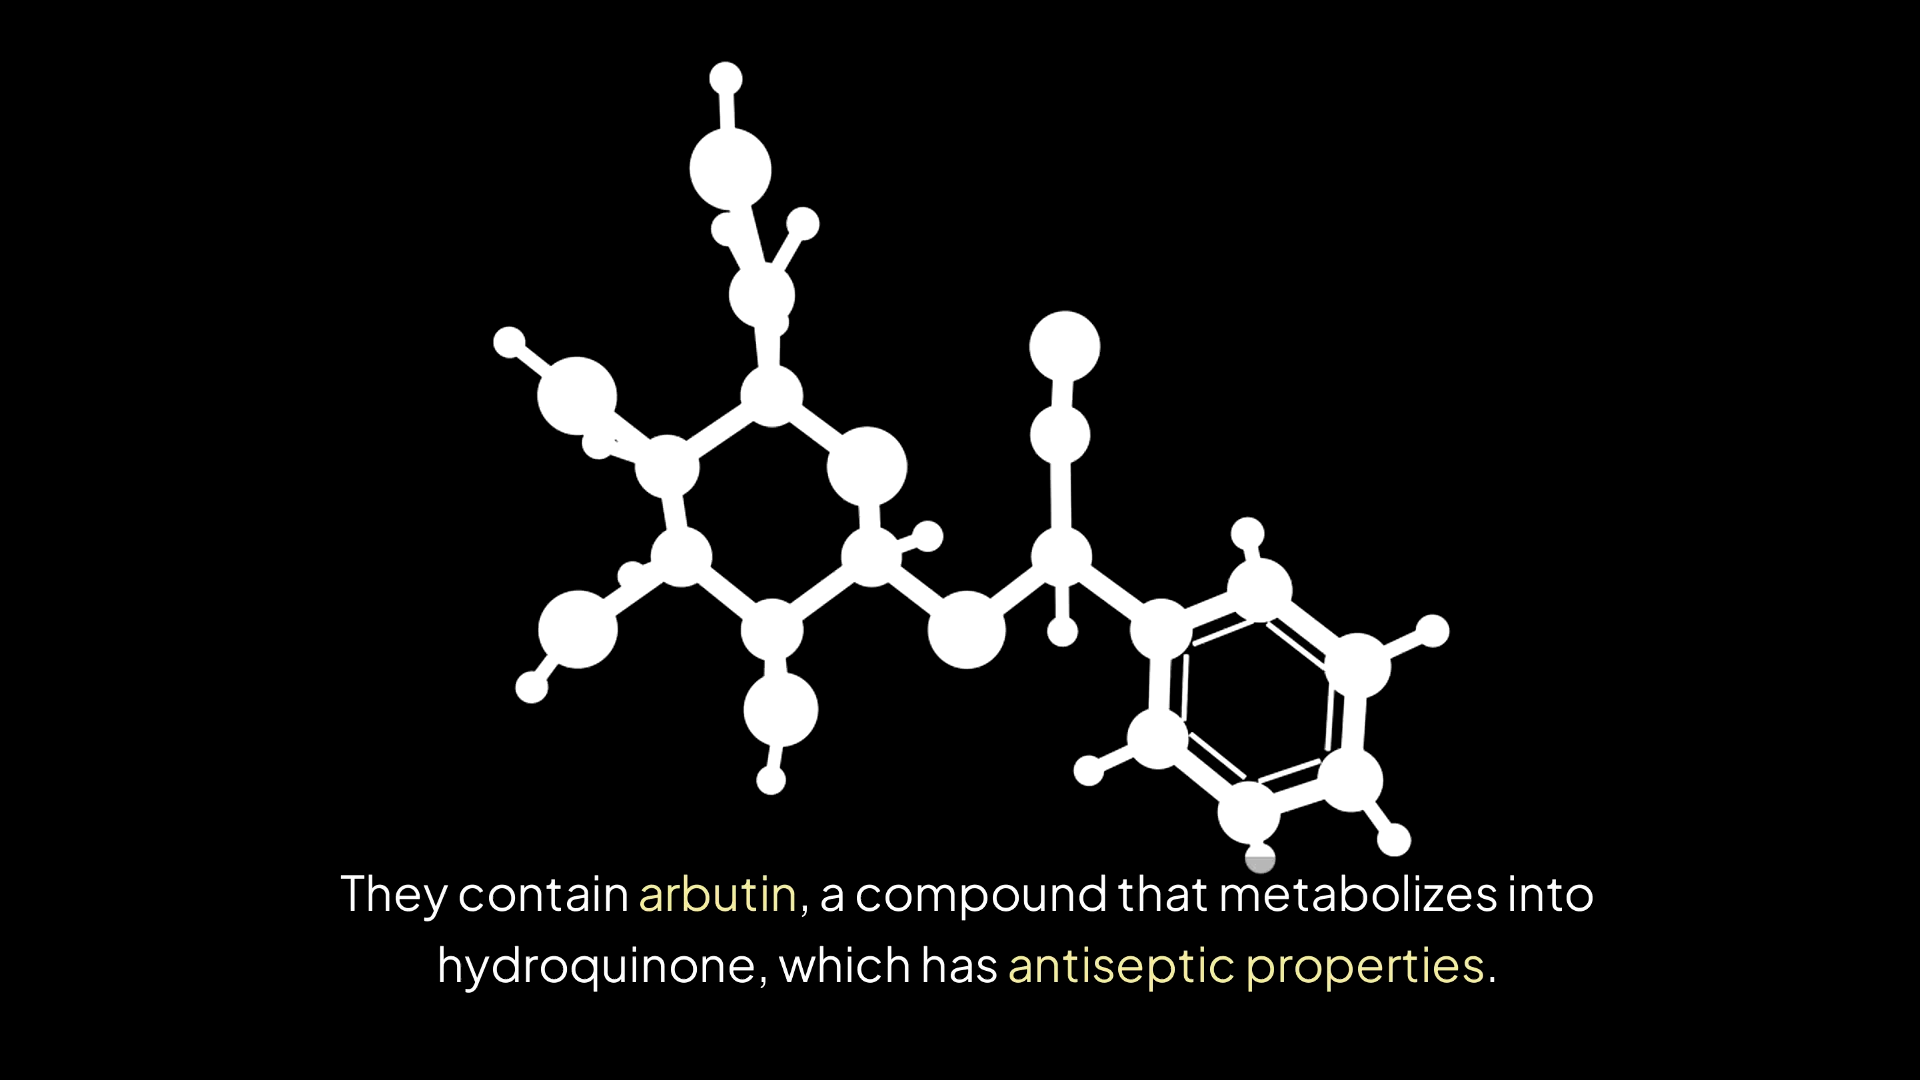 They contain arbutin, a compound that metabolizes into
hydroquinone, which has antiseptic properties.